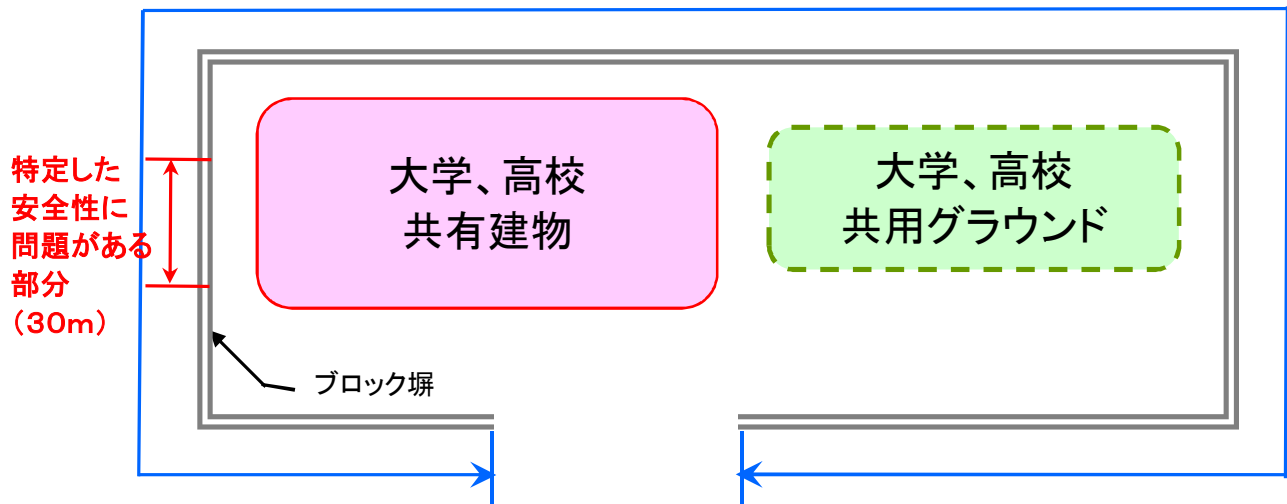 特定した
安全性に
問題がある
部分
（３０ｍ）
大学、高校
共有建物
大学、高校
共用グラウンド
ブロック塀